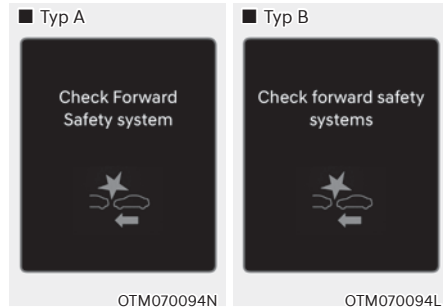 ■ Typ A
Check Forward
Safety system
OTM070094N
■ Typ B
Check forward safety
systems
OTM070094L